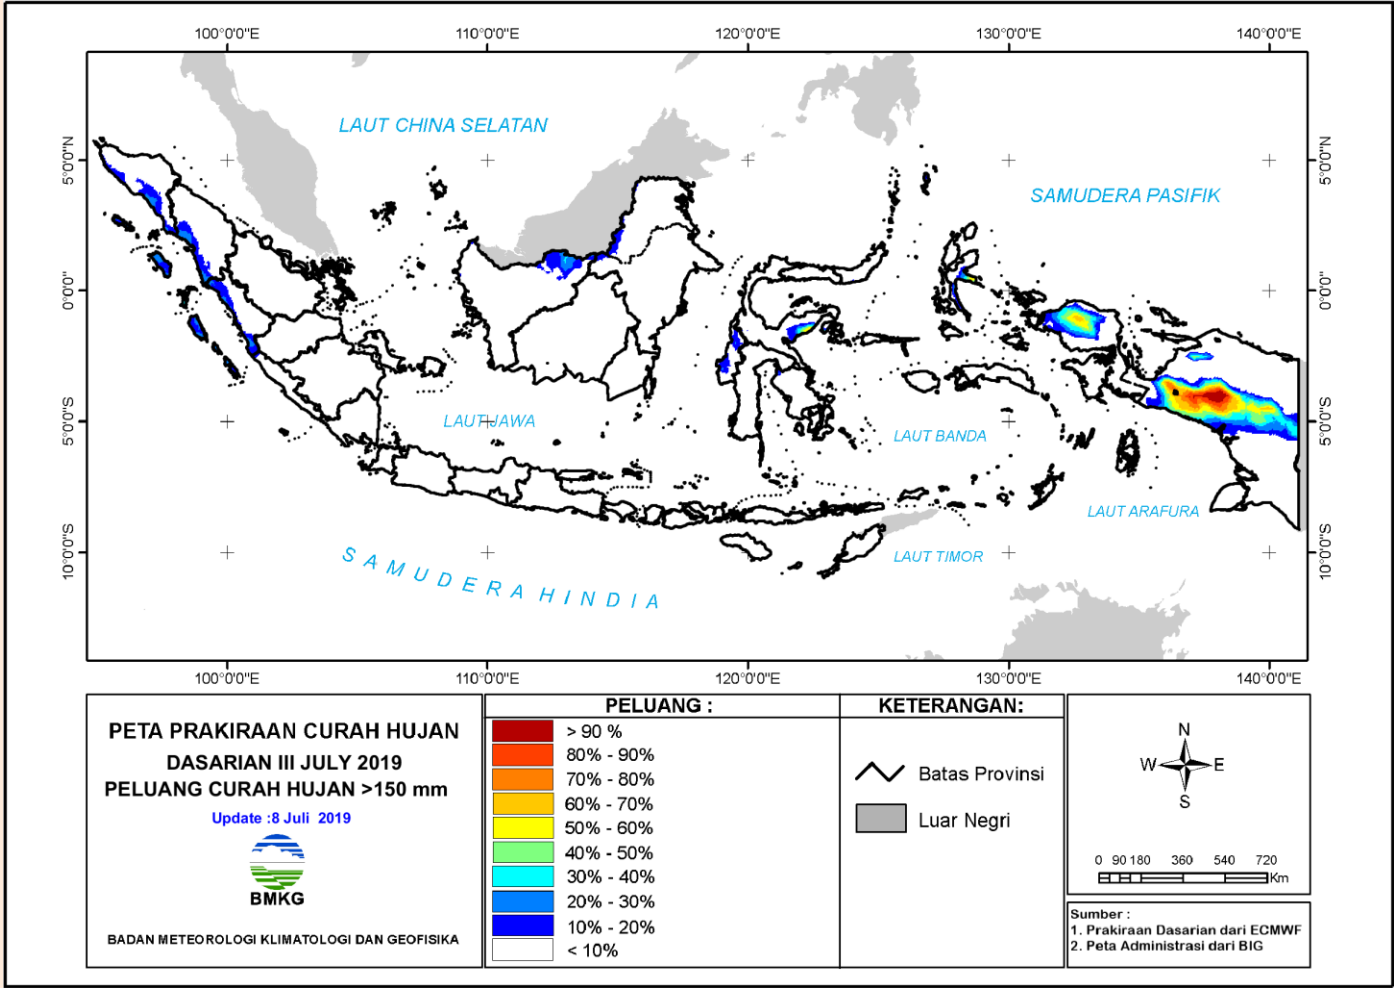 100°0'0"E 110°0'0"E 120°0'0"E 130°0'0"E 140°0'0"E
5°0'0"N 5°0'0"N
0°0'0" 0°0'0"
5°0'0"S 5°0'0"S
10°0'0"S 10°0'0"S
LAUT CHINA SELATAN
SAMUDERA PASIFIK
LAUT JAWA
LAUT BANDA
LAUT ARAFURA
LAUT TIMOR
SAMUDERA HINDIA
100°0'0"E 110°0'0"E 120°0'0"E 130°0'0"E 140°0'0"E
PETA PRAKIRAAN CURAH HUJAN
DASARIAN III JULY 2019
PELUANG CURAH HUJAN >150 mm
Update :8 Juli 2019
BMKG
BADAN METEOROLOGI KLIMATOLOGI DAN GEOFISIKA
PELUANG :
> 90 %
80% - 90%
70% - 80%
60% - 70%
50% - 60%
40% - 50%
30% - 40%
20% - 30%
10% - 20%
< 10%
KETERANGAN:
Batas Provinsi
Luar Negri
N
W E
S
0 90 180 360 540 720
Km
Sumber :
1. Prakiraan Dasarian dari ECMWF
2. Peta Administrasi dari BIG